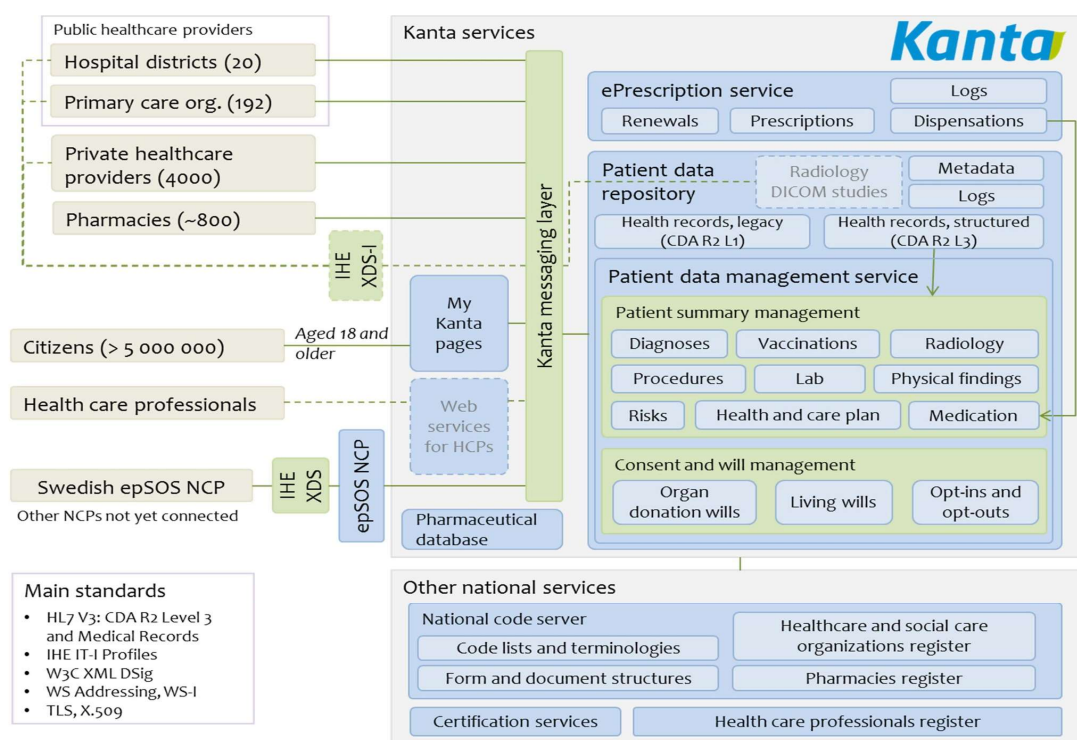 Public healthcare providers
Hospital districts (20)
Primary care org. (192)
Private healthcare
providers (4000)
Pharmacies (~800)
IHE
XDS-I
Citizens (> 5 000 000)
Aged 18 and
older
Health care professionals
Swedish epSOS NCP
Other NCPs not yet connected
IHE
XDS
epSOS NCP
Main standards
• HL7 V3: CDA R2 Level 3
and Medical Records
• IHE IT-I Profiles
• W3C XML DSig
• WS Addressing, WS-I
• TLS, X.509
Kanta services
Kanta
My
Kanta
pages
Web
services
for HCPs
Pharmaceutical
database
Kanta messaging layer
ePrescription service
Logs
Renewals
Prescriptions
Dispensations
Patient data
repository
Radiology
DICOM studies
Metadata
Logs
Health records, legacy
(CDA R2 L1)
Health records, structured
(CDA R2 L3)
Patient data management service
Patient summary management
Diagnoses
Vaccinations
Radiology
Procedures
Lab
Physical findings
Risks
Health and care plan
Medication
Consent and will management
Organ
donation wills
Living wills
Opt-ins and
opt-outs
Other national services
National code server
Code lists and terminologies
Healthcare and social care
organizations register
Form and document structures
Pharmacies register
Certification services
Health care professionals register